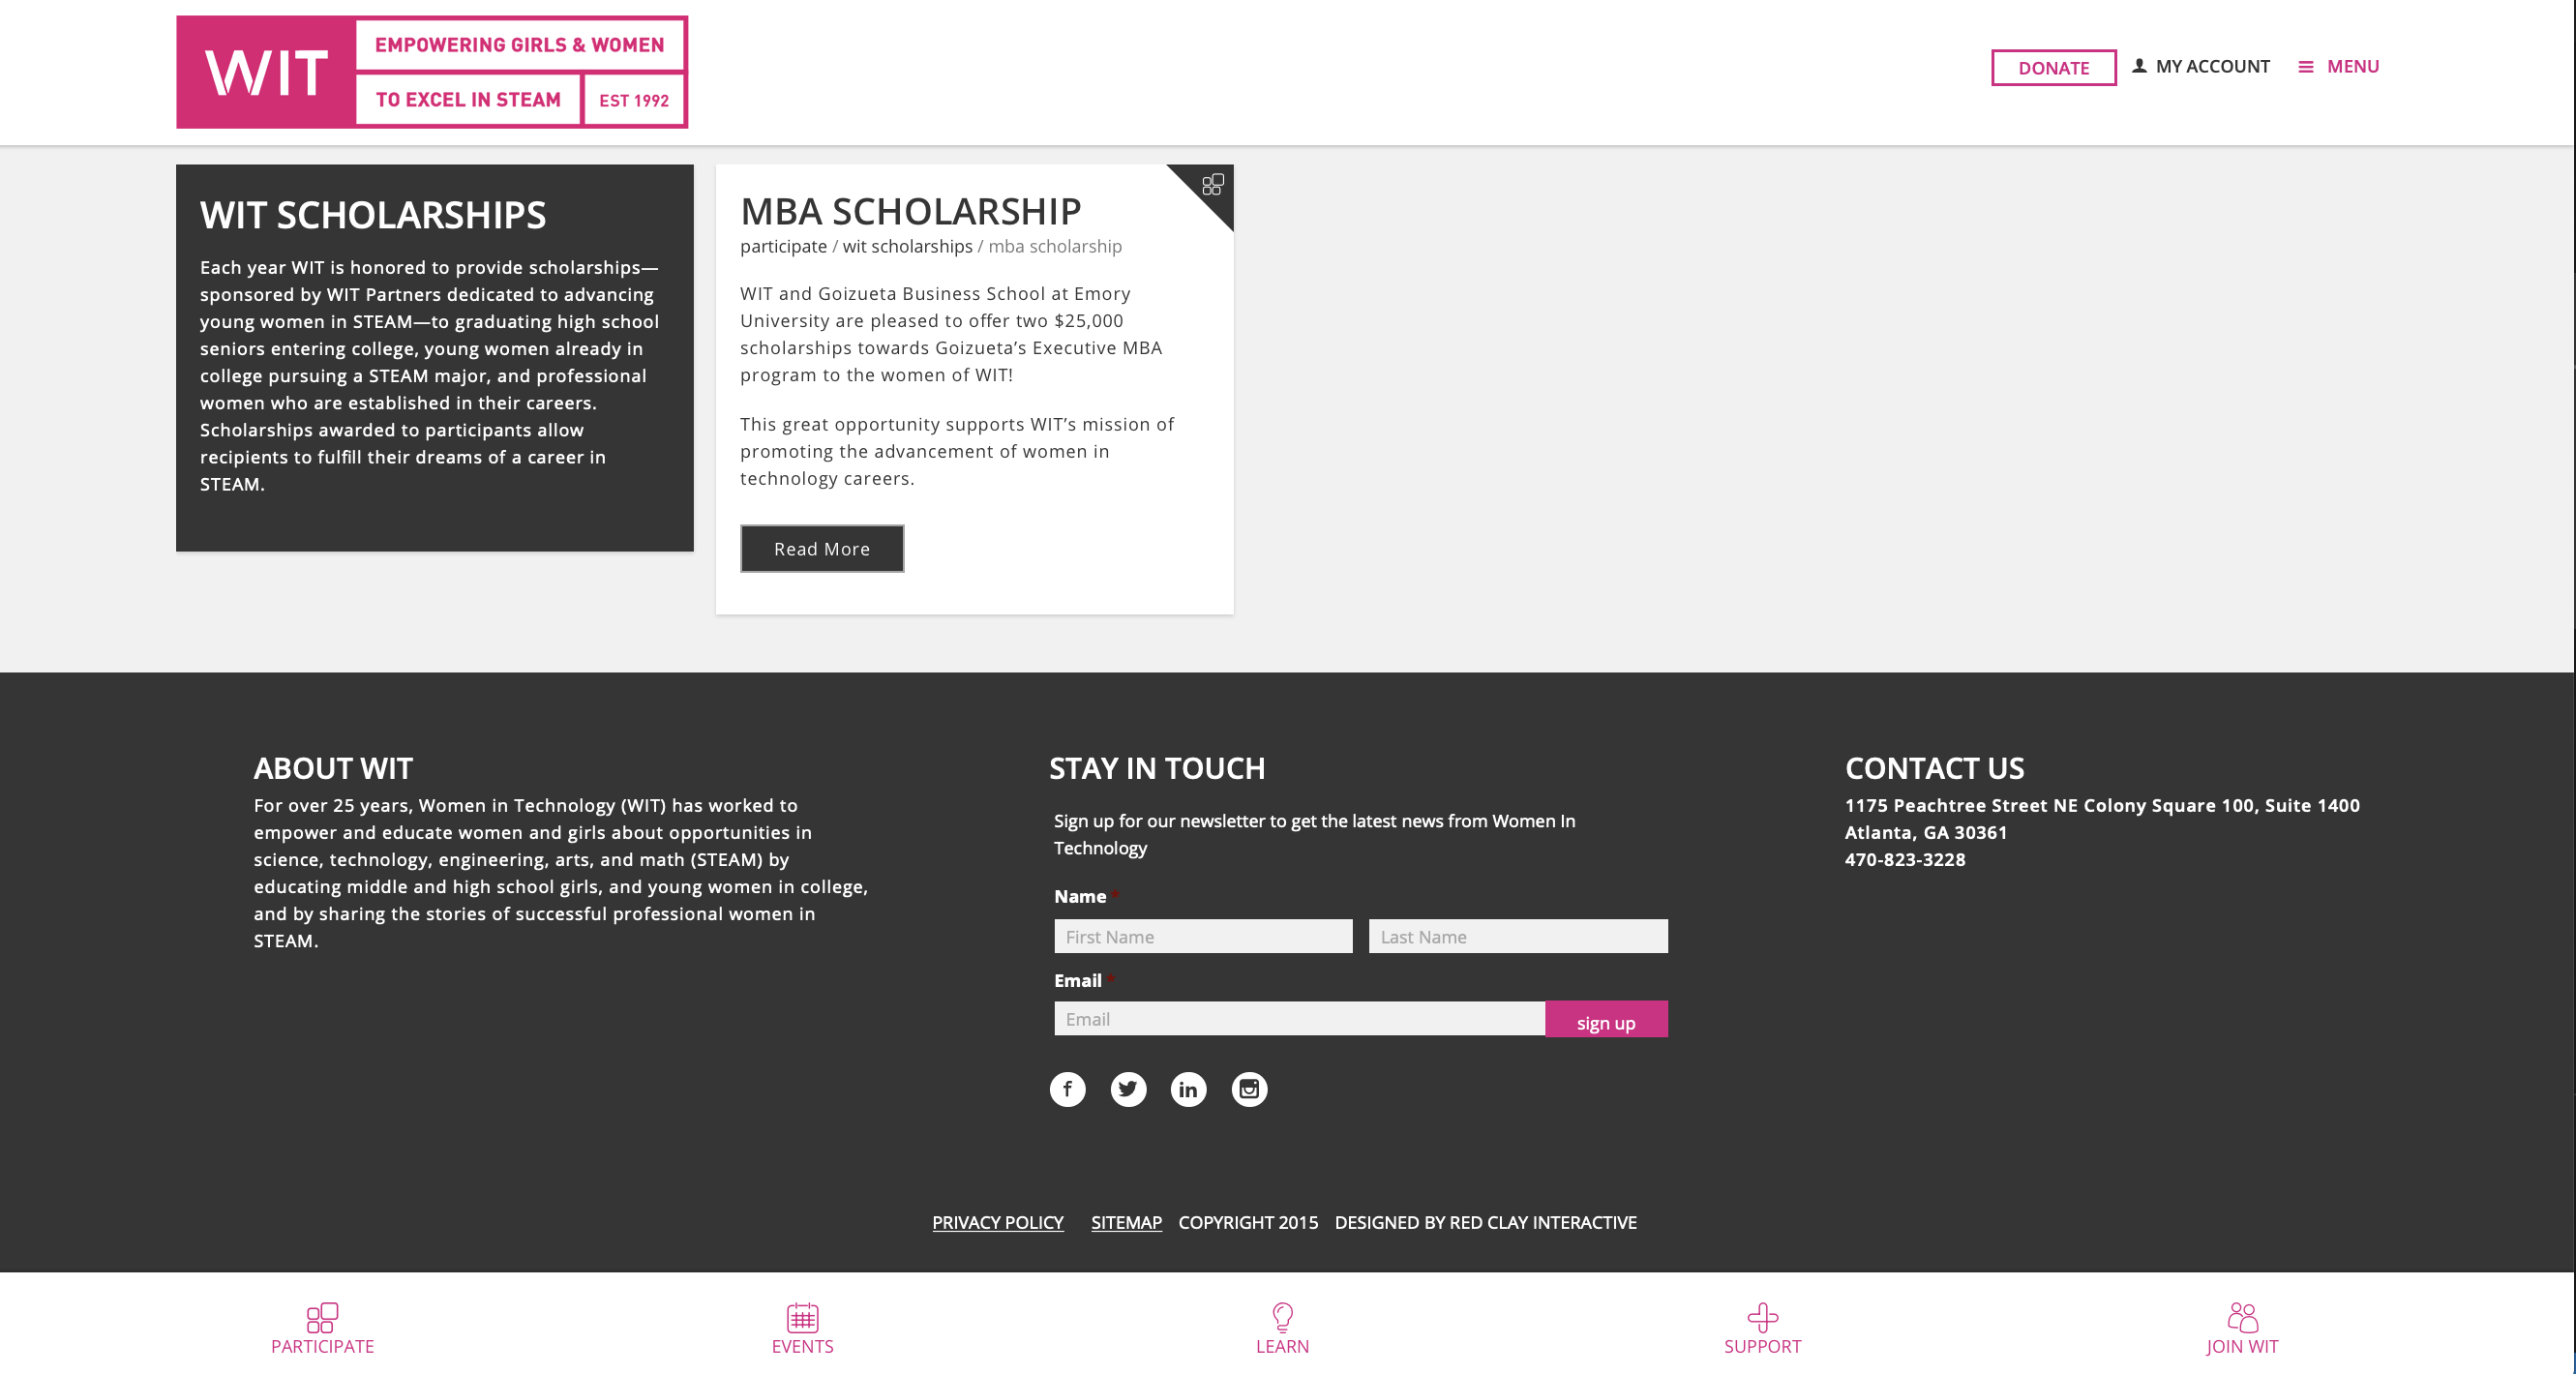 WIT
EMPOWERING GIRLS & WOMEN
TO EXCEL IN STEAM
EST 1992
DONATE
MY ACCOUNT
MENU
WIT SCHOLARSHIPS
Each year WIT is honored to provide scholarships—
sponsored by WIT Partners dedicated to advancing
young women in STEAM—to graduating high school
seniors entering college, young women already in
college pursuing a STEAM major, and professional
women who are established in their careers.
Scholarships awarded to participants allow
recipients to fulfill their dreams of a career in
STEAM.
MBA SCHOLARSHIP
participate / wit scholarships / mba scholarship
WIT and Goizueta Business School at Emory
University are pleased to offer two $25,000
scholarships towards Goizueta’s Executive MBA
program to the women of WIT!
This great opportunity supports WIT’s mission of
promoting the advancement of women in
technology careers.
Read More
ABOUT WIT
For over 25 years, Women in Technology (WIT) has worked to
empower and educate women and girls about opportunities in
science, technology, engineering, arts, and math (STEAM) by
educating middle and high school girls, and young women in college,
and by sharing the stories of successful professional women in
STEAM.
STAY IN TOUCH
Sign up for our newsletter to get the latest news from Women In
Technology
Name *
First Name
Last Name
Email *
Email
sign up
CONTACT US
1175 Peachtree Street NE Colony Square 100, Suite 1400
Atlanta, GA 30361
470-823-3228
PRIVACY POLICY SITEMAP COPYRIGHT 2015 DESIGNED BY RED CLAY INTERACTIVE
PARTICIPATE
EVENTS
LEARN
SUPPORT
JOIN WIT